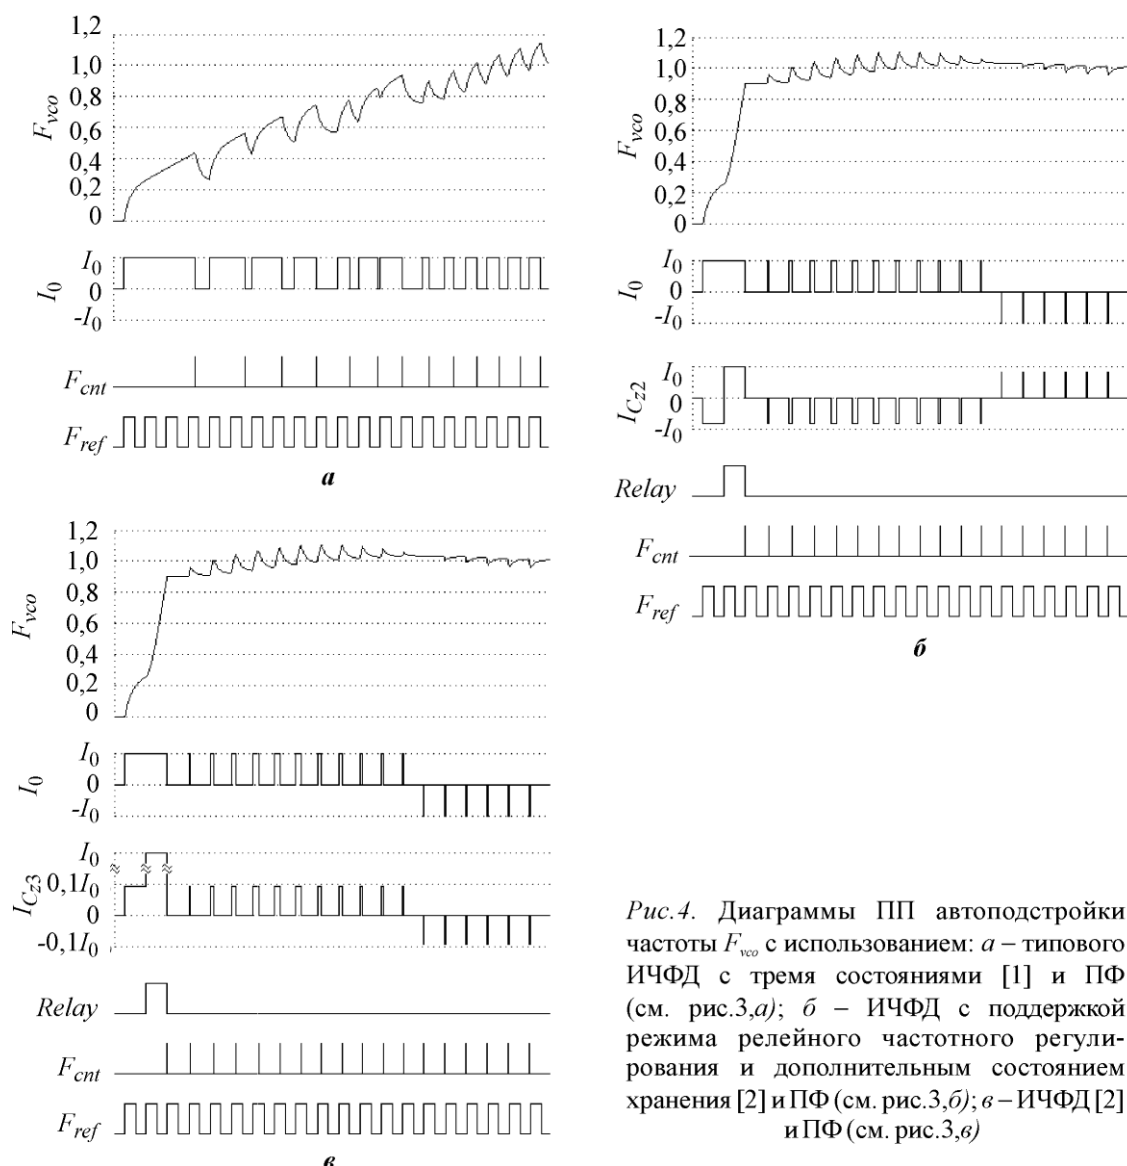 1,2
1,0
0,8
0,6
0,4
0,2
0
F_vco
I_0
0
-I_0
I_0
F_cnt
F_ref
а
1,2
1,0
0,8
0,6
0,4
0,2
0
F_vco
I_0
0
-I_0
I_0
I_0
0
-I_0
I_Cz2
Relay
F_cnt
F_ref
б
1,2
1,0
0,8
0,6
0,4
0,2
0
F_vco
I_0
0
-I_0
I_0
I_0
0,1I_0
0
-0,1I_0
I_Cz3
Relay
F_cnt
F_ref
в
Рис.4. Диаграммы ПП автоподстройки
частоты F_vco с использованием: а – типового
ИЧФД с тремя состояниями [1] и ПФ
(см. рис.3,а); б – ИЧФД с поддержкой
режима релейного частотного регули-
рования и дополнительным состоянием
хранения [2] и ПФ (см. рис.3,б); в – ИЧФД [2]
и ПФ (см. рис.3,в)